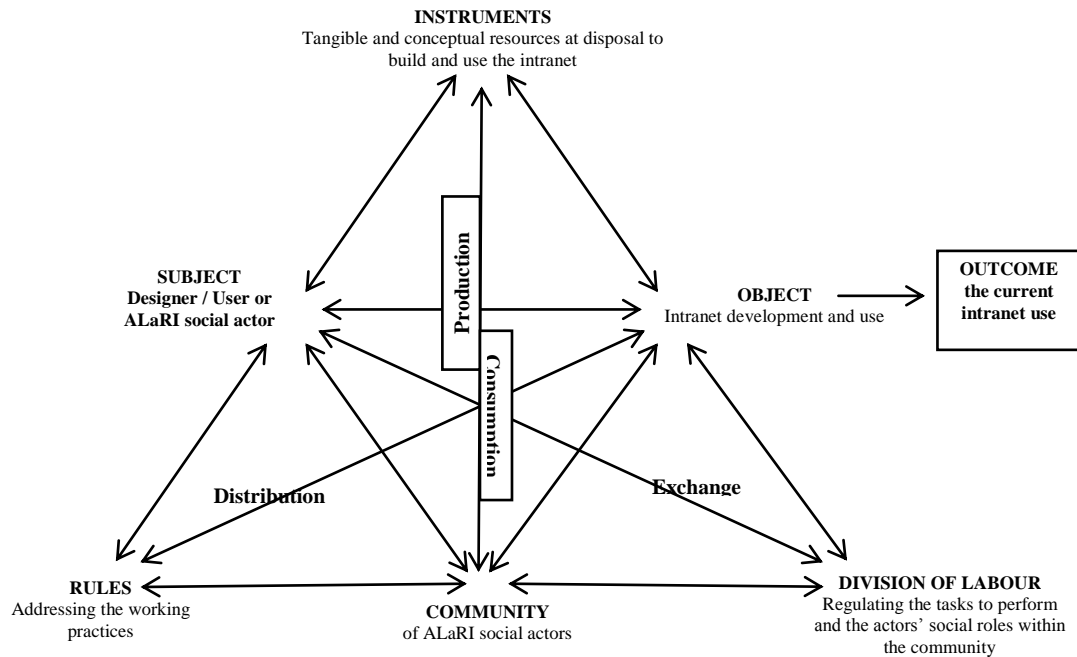 INSTRUMENTS
Tangible and conceptual resources at disposal to
build and use the intranet
Production
SUBJECT
Designer / User or
ALaRI social actor
OBJECT
Intranet development and use
OUTCOME
the current
intranet use
Consumption
Distribution
Exchange
RULES
Addressing the working
practices
COMMUNITY
of ALaRI social actors
DIVISION OF LABOUR
Regulating the tasks to perform
and the actors’ social roles within
the community